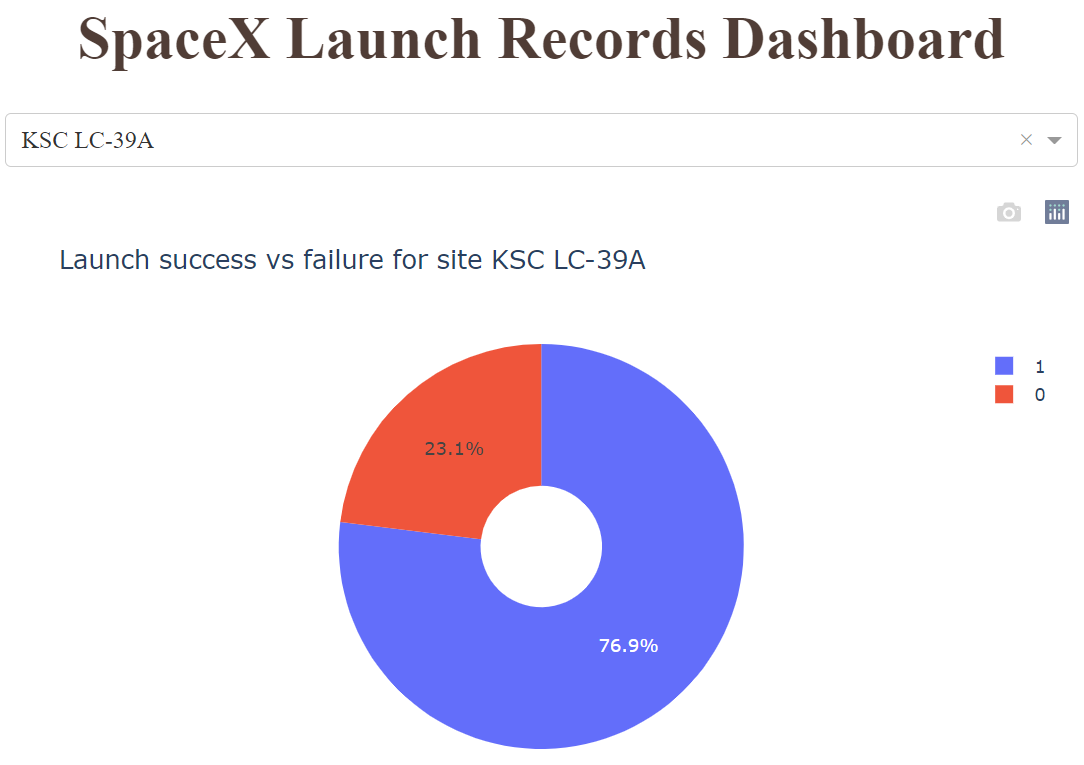 SpaceX Launch Records Dashboard
KSC LC-39A
Launch success vs failure for site KSC LC-39A
1
0
23.1%
76.9%